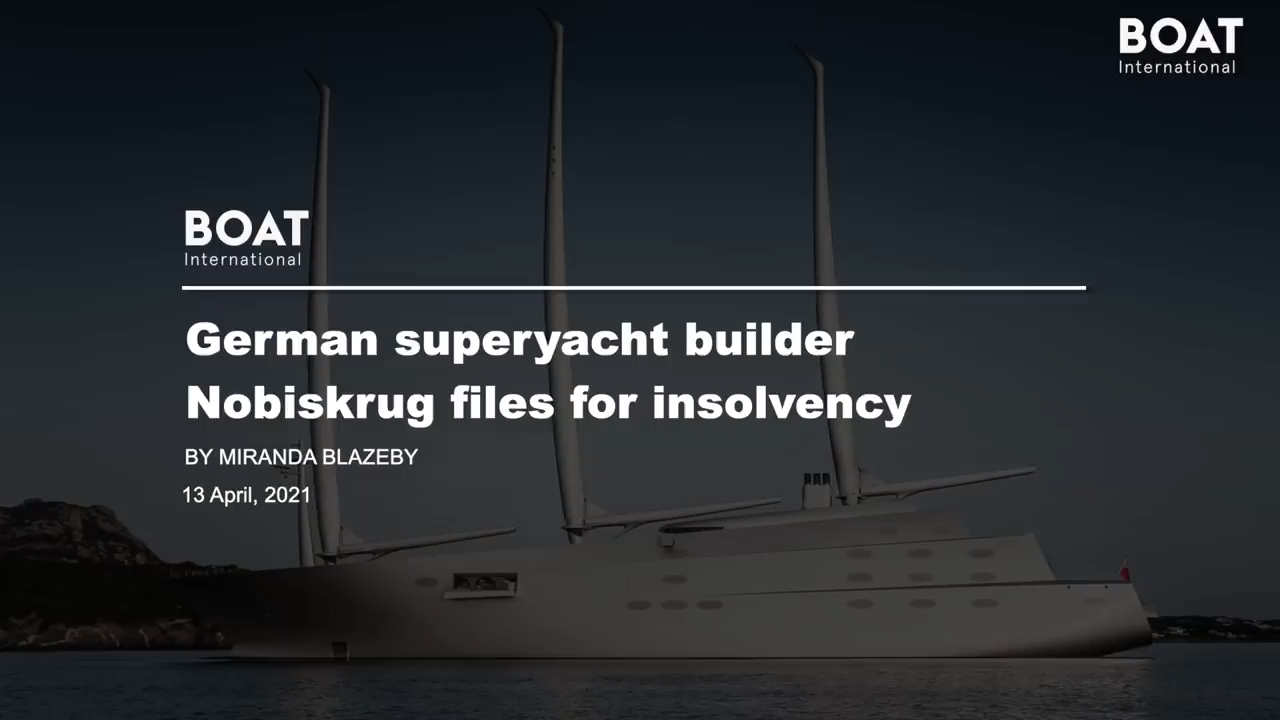 BOAT
International
BOAT
International
German superyacht builder
Nobiskrug files for insolvency
BY MIRANDA BLAZEBY
13 April, 2021